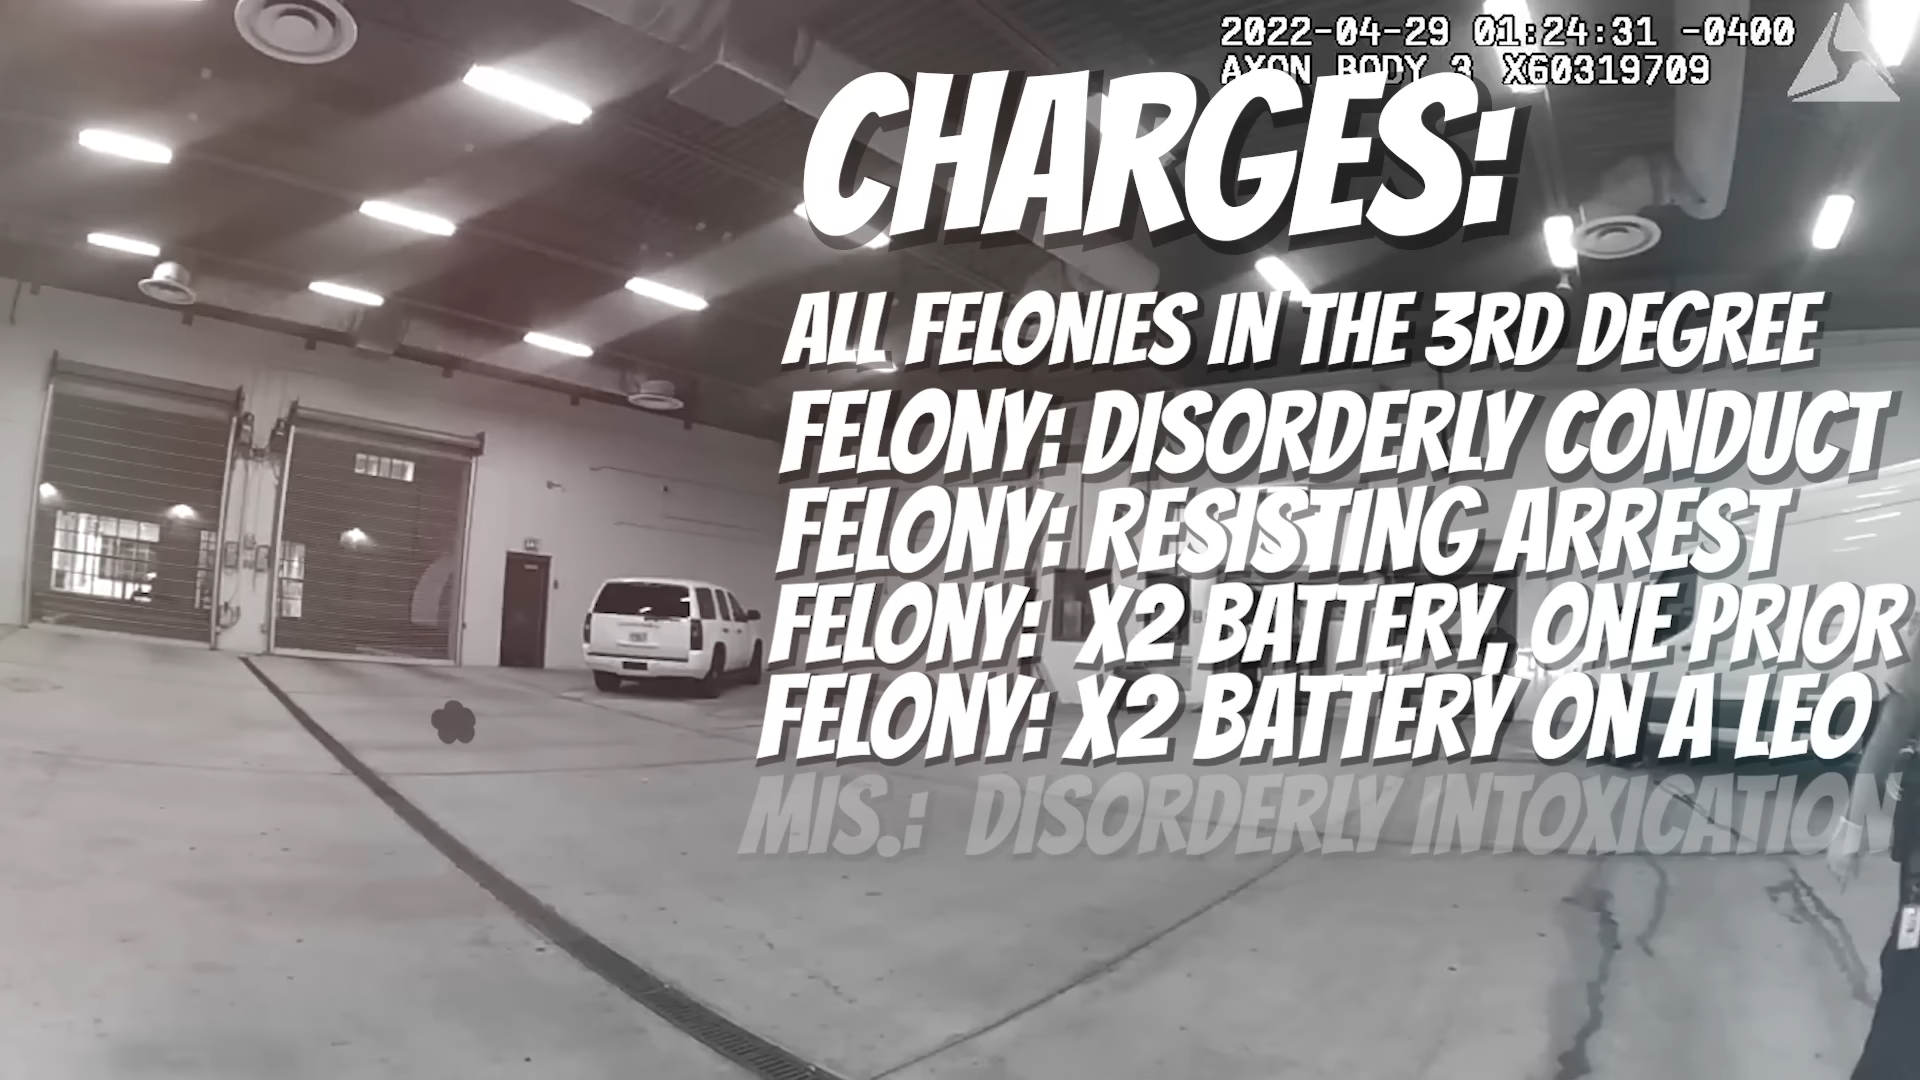 2022-04-29 01:24:31 -0400
AXON BODY 3 X60319709
CHARGES:
ALL FELONIES IN THE 3RD DEGREE
FELONY: DISORDERLY CONDUCT
FELONY: RESISTING ARREST
FELONY: X2 BATTERY, ONE PRIOR
FELONY: X2 BATTERY ON A LEO
MIS.: DISORDERLY INTOXICATION